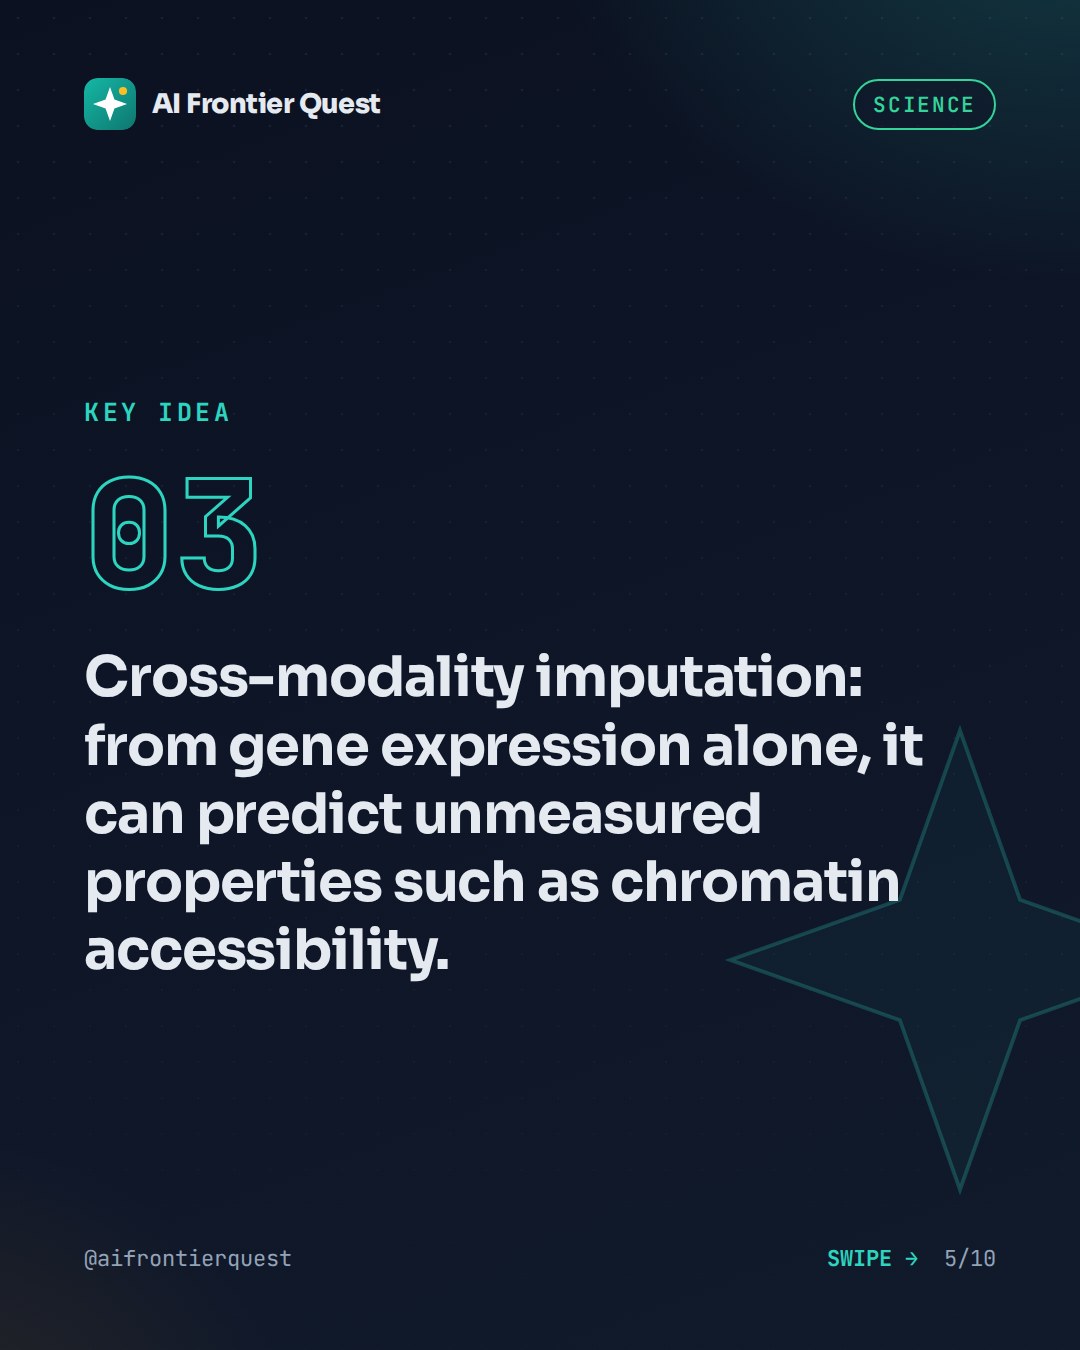 AI Frontier Quest
SCIENCE
KEY IDEA
03
Cross-modality imputation:
from gene expression alone, it
can predict unmeasured
properties such as chromatin
accessibility.
@aifrontierquest
SWIPE → 5/10